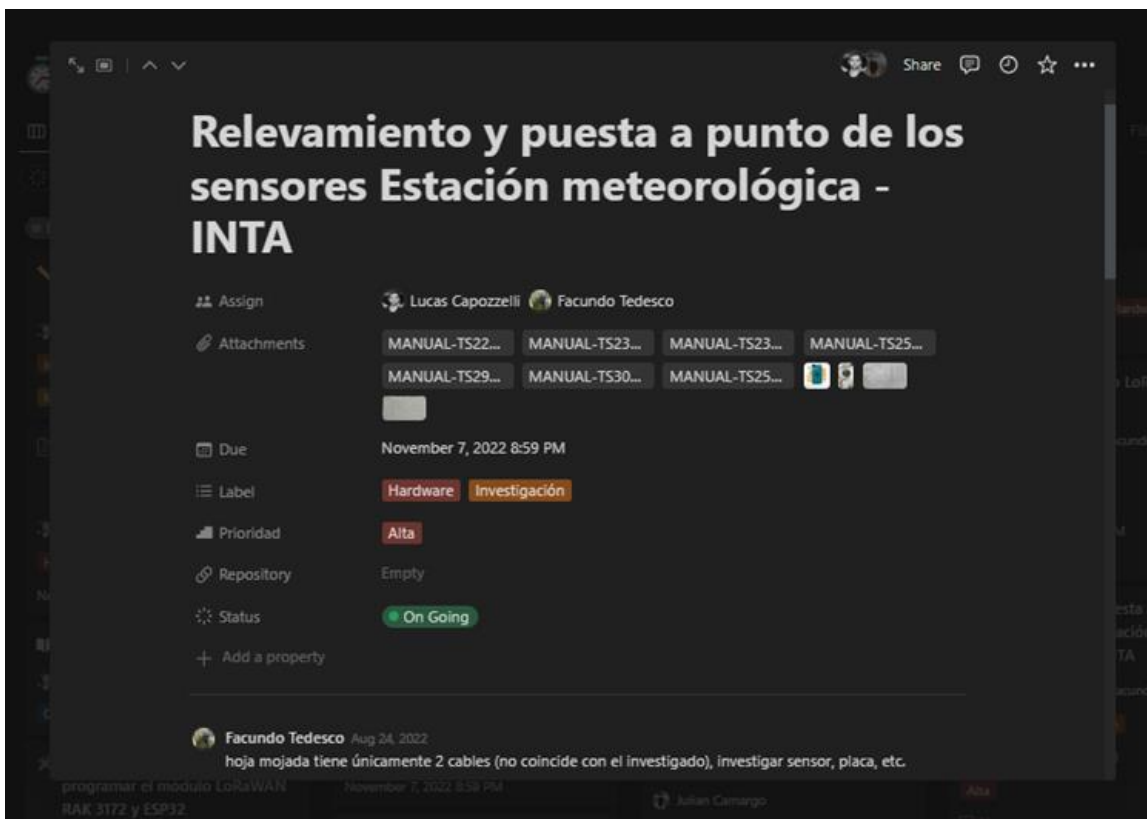 Share
Relevamiento y puesta a punto de los
sensores Estación meteorológica -
INTA
Assign Lucas Capozzelli Facundo Tedesco
Attachments MANUAL-TS22... MANUAL-TS23... MANUAL-TS23... MANUAL-TS25...
MANUAL-TS29... MANUAL-TS30... MANUAL-TS25...
Due November 7, 2022 8:59 PM
Label Hardware Investigación
Prioridad Alta
Repository Empty
Status On Going
Add a property
Facundo Tedesco Aug 24, 2022
hoja mojada tiene únicamente 2 cables (no coincide con el investigado), investigar sensor, placa, etc.
programar el módulo LoRaWAN November 7, 2022 8:59 PM Alta
RAK 3172 y ESP32 Julian Camargo